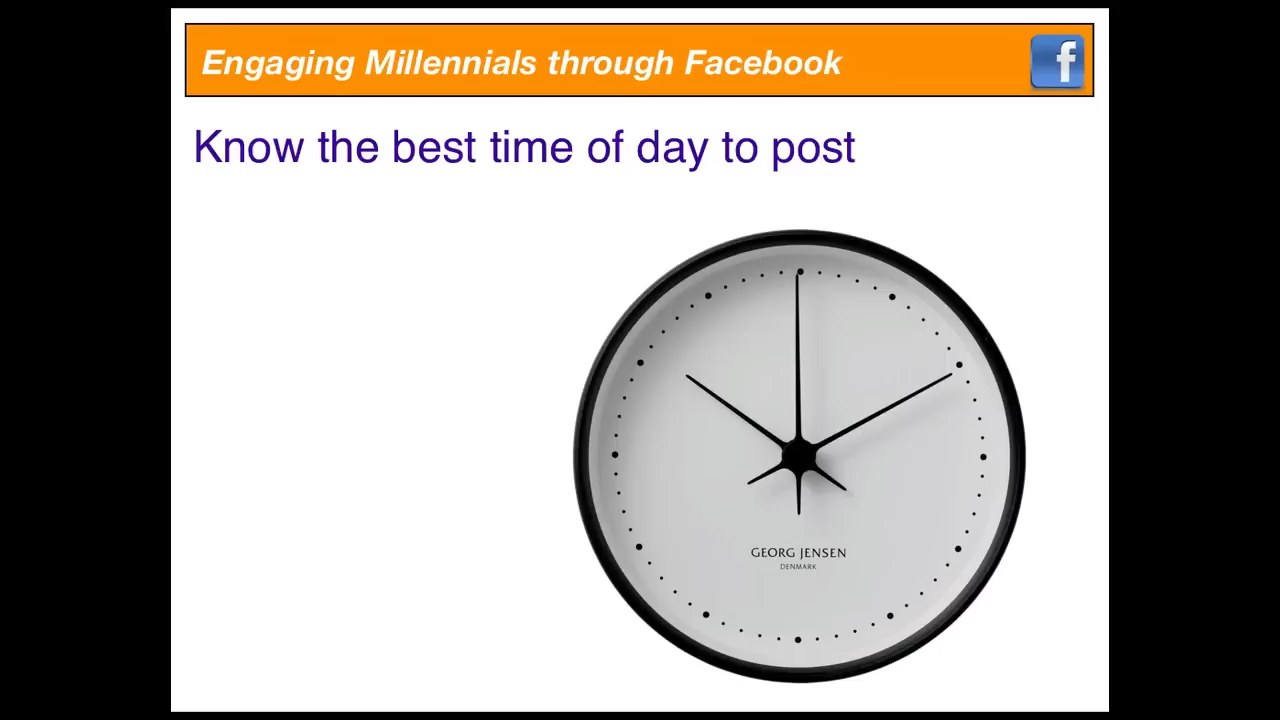 Engaging Millennials through Facebook
f
Know the best time of day to post
GEORG JENSEN
DENMARK